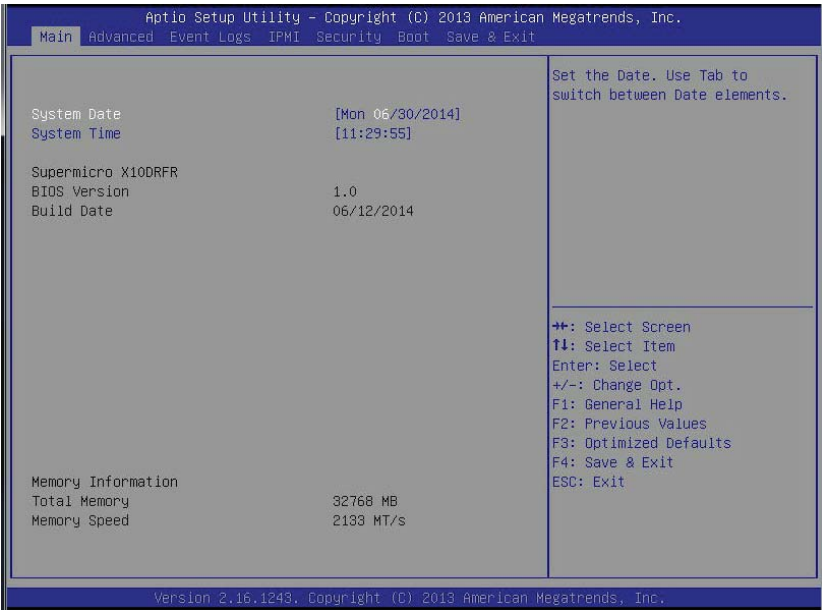 Aptio Setup Utility – Copyright (C) 2013 American Megatrends, Inc.
Main Advanced Event Logs IPMI Security Boot Save & Exit
Set the Date. Use Tab to
switch between Date elements.
System Date [Mon 06/30/2014]
System Time [11:29:55]
Supermicro X10DRFR
BIOS Version 1.0
Build Date 06/12/2014
Memory Information
Total Memory 32768 MB
Memory Speed 2133 MT/s
→←: Select Screen
↑↓: Select Item
Enter: Select
+/-: Change Opt.
F1: General Help
F2: Previous Values
F3: Optimized Defaults
F4: Save & Exit
ESC: Exit
Version 2.16.1243. Copyright (C) 2013 American Megatrends, Inc.